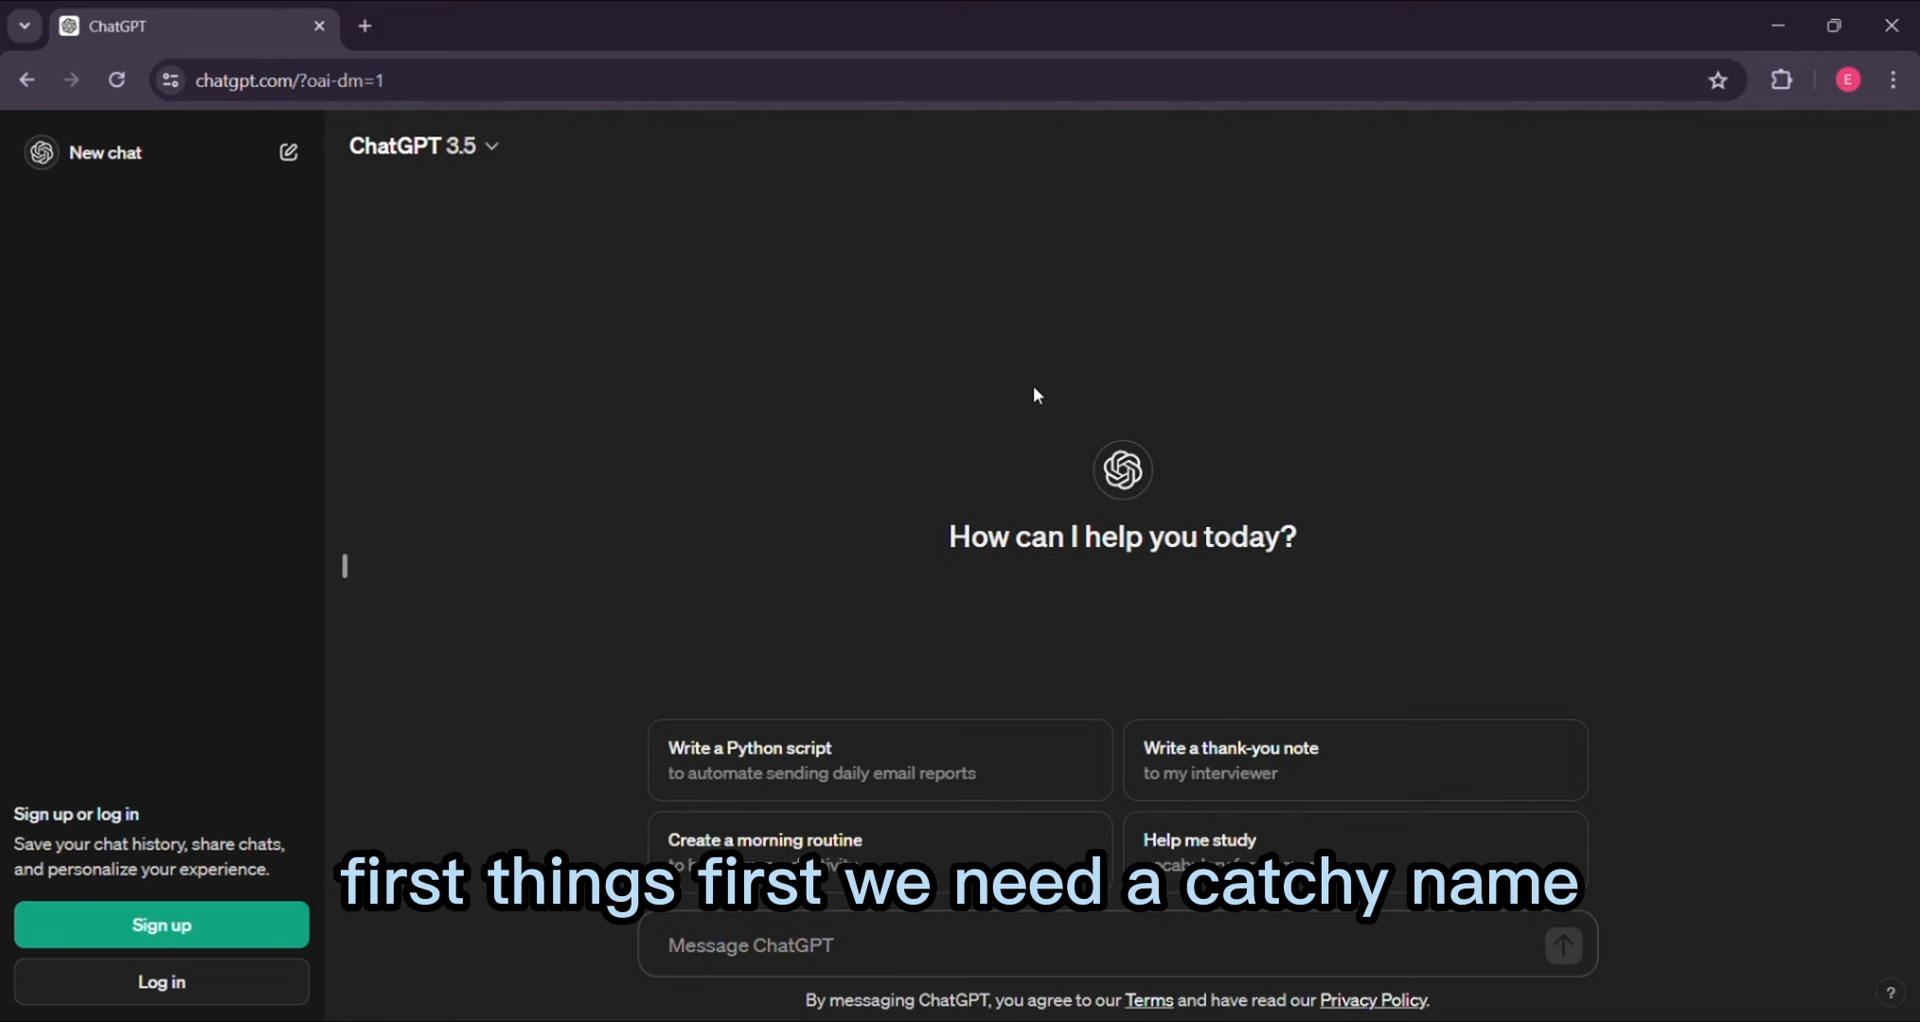 ChatGPT
chatgpt.com/?oai-dm=1
E
New chat
ChatGPT 3.5
How can I help you today?
Write a Python script
to automate sending daily email reports
Write a thank-you note
to my interviewer
Create a morning routine
Help me study
first things first we need a catchy name
Sign up or log in
Save your chat history, share chats,
and personalize your experience.
Sign up
Log in
Message ChatGPT
By messaging ChatGPT, you agree to our Terms and have read our Privacy Policy.
?